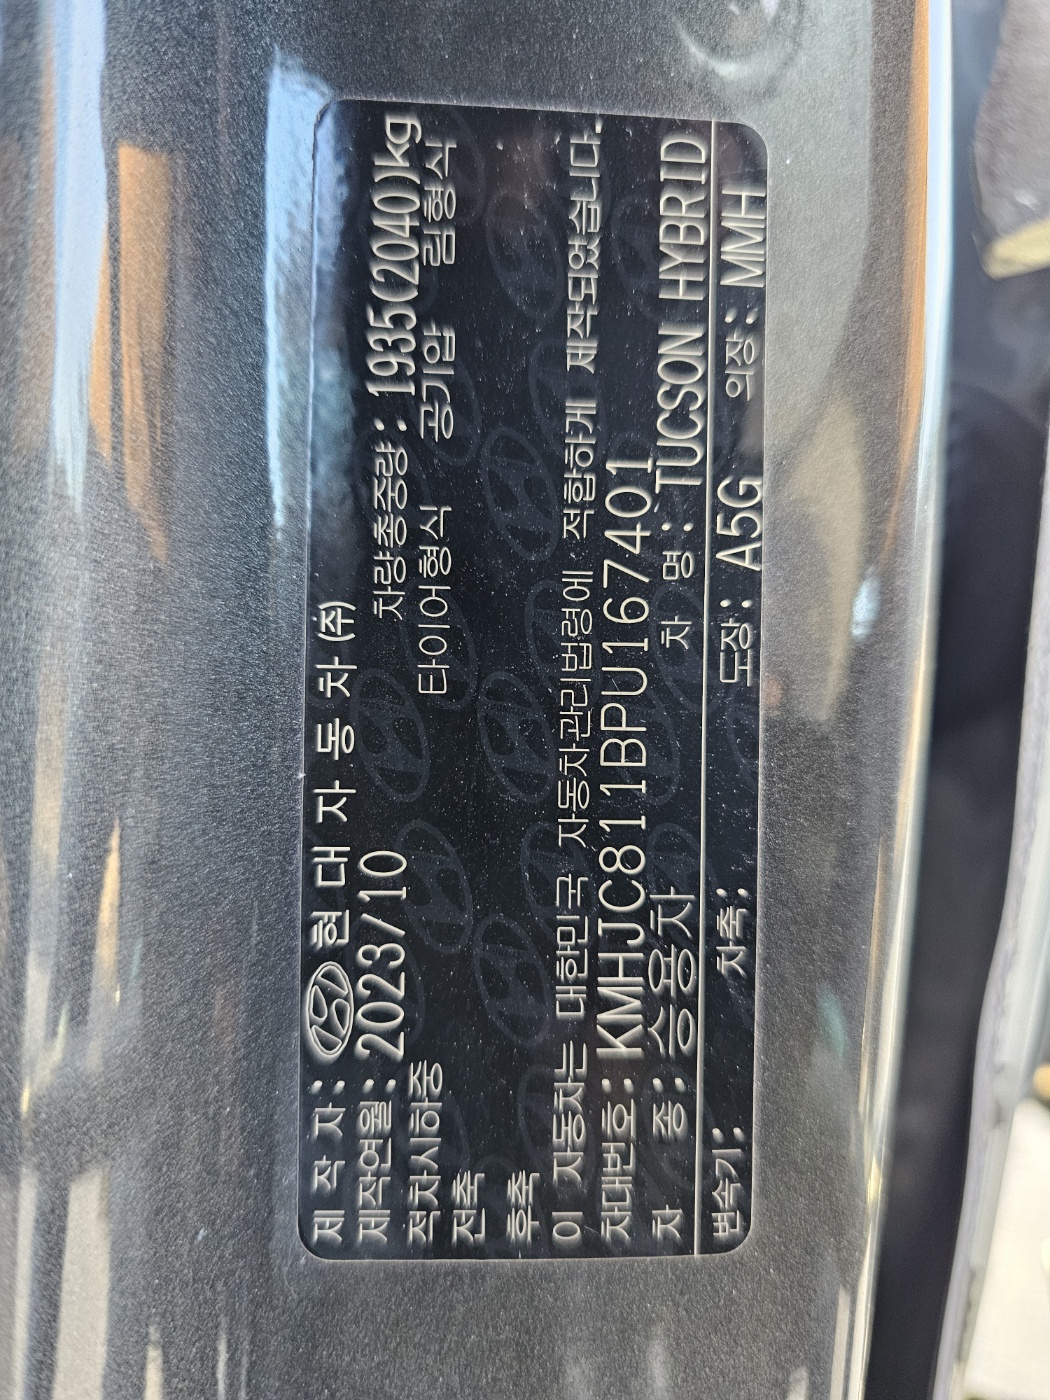 제 작 자: 현 대 자 동 차 (주)
제작연월: 2023/10 차량총중량: 1935(2040)kg
적차시하중 타이어형식 공기압 림형식
전축
후축
이 자동차는 대한민국 자동차관리법령에 적합하게 제작되었습니다.
차대번호: KMHJC811BPU167401
차 종: 승용차 차 명: TUCSON HYBRID
변속기: 차축: 도장: A5G 의장: MMH